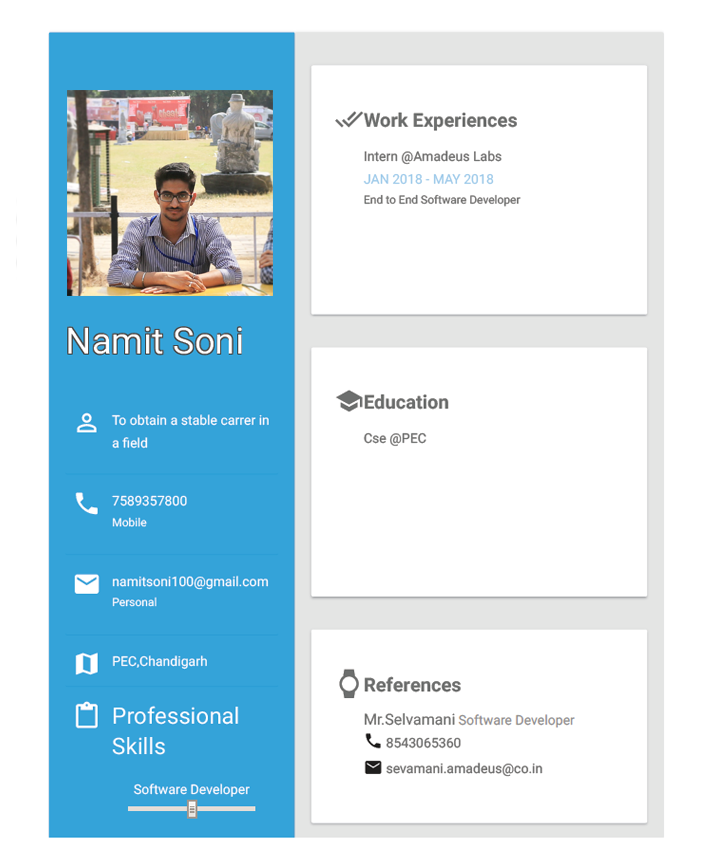 Namit Soni
To obtain a stable carrer in
a field
7589357800
Mobile
namitsoni100@gmail.com
Personal
PEC,Chandigarh
Professional
Skills
Software Developer
Work Experiences
Intern @Amadeus Labs
JAN 2018 - MAY 2018
End to End Software Developer
Education
Cse @PEC
References
Mr.Selvamani Software Developer
8543065360
sevamani.amadeus@co.in